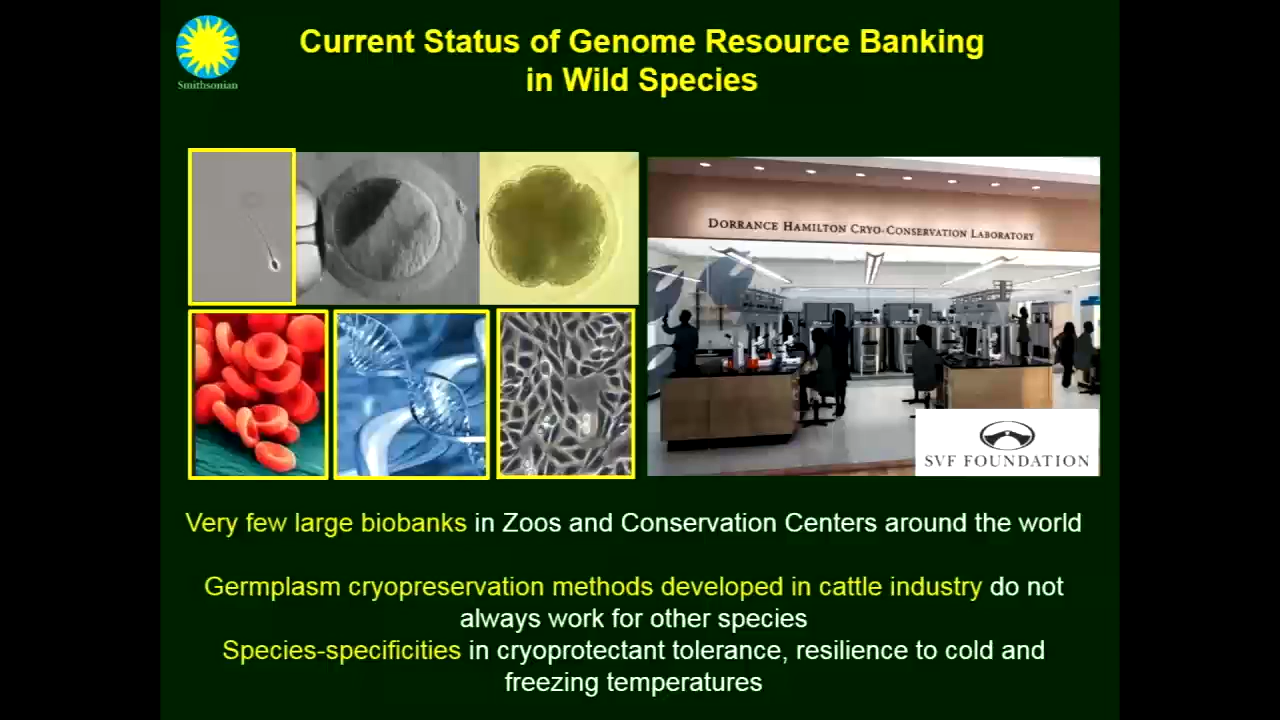 Smithsonian
Current Status of Genome Resource Banking
in Wild Species
DORRANCE HAMILTON CRYO-CONSERVATION LABORATORY
SVF FOUNDATION
Very few large biobanks in Zoos and Conservation Centers around the world
Germplasm cryopreservation methods developed in cattle industry do not
always work for other species
Species-specificities in cryoprotectant tolerance, resilience to cold and
freezing temperatures